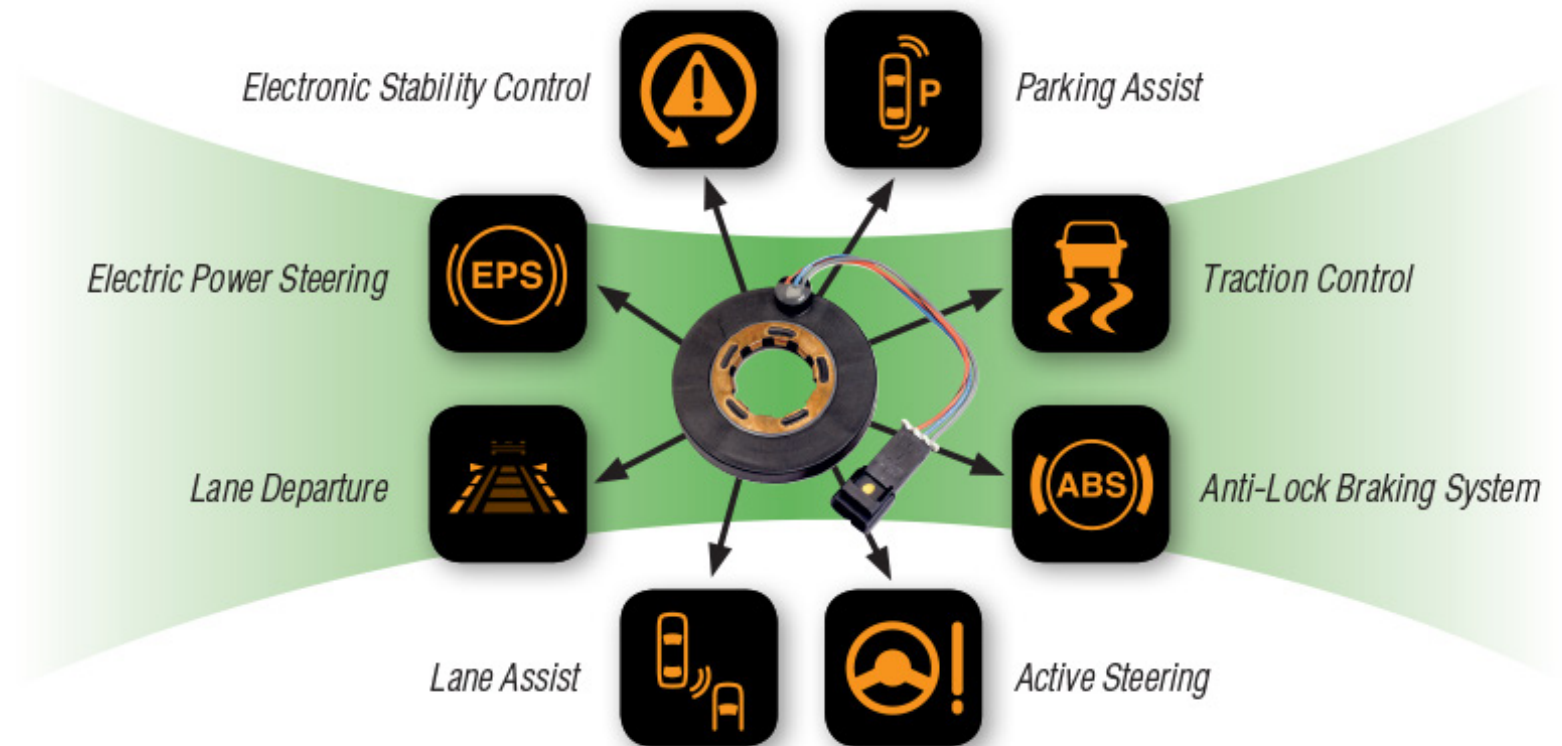 Electronic Stability Control
Parking Assist
P
Electric Power Steering
EPS
Traction Control
Lane Departure
ABS
Anti-Lock Braking System
Lane Assist
Active Steering